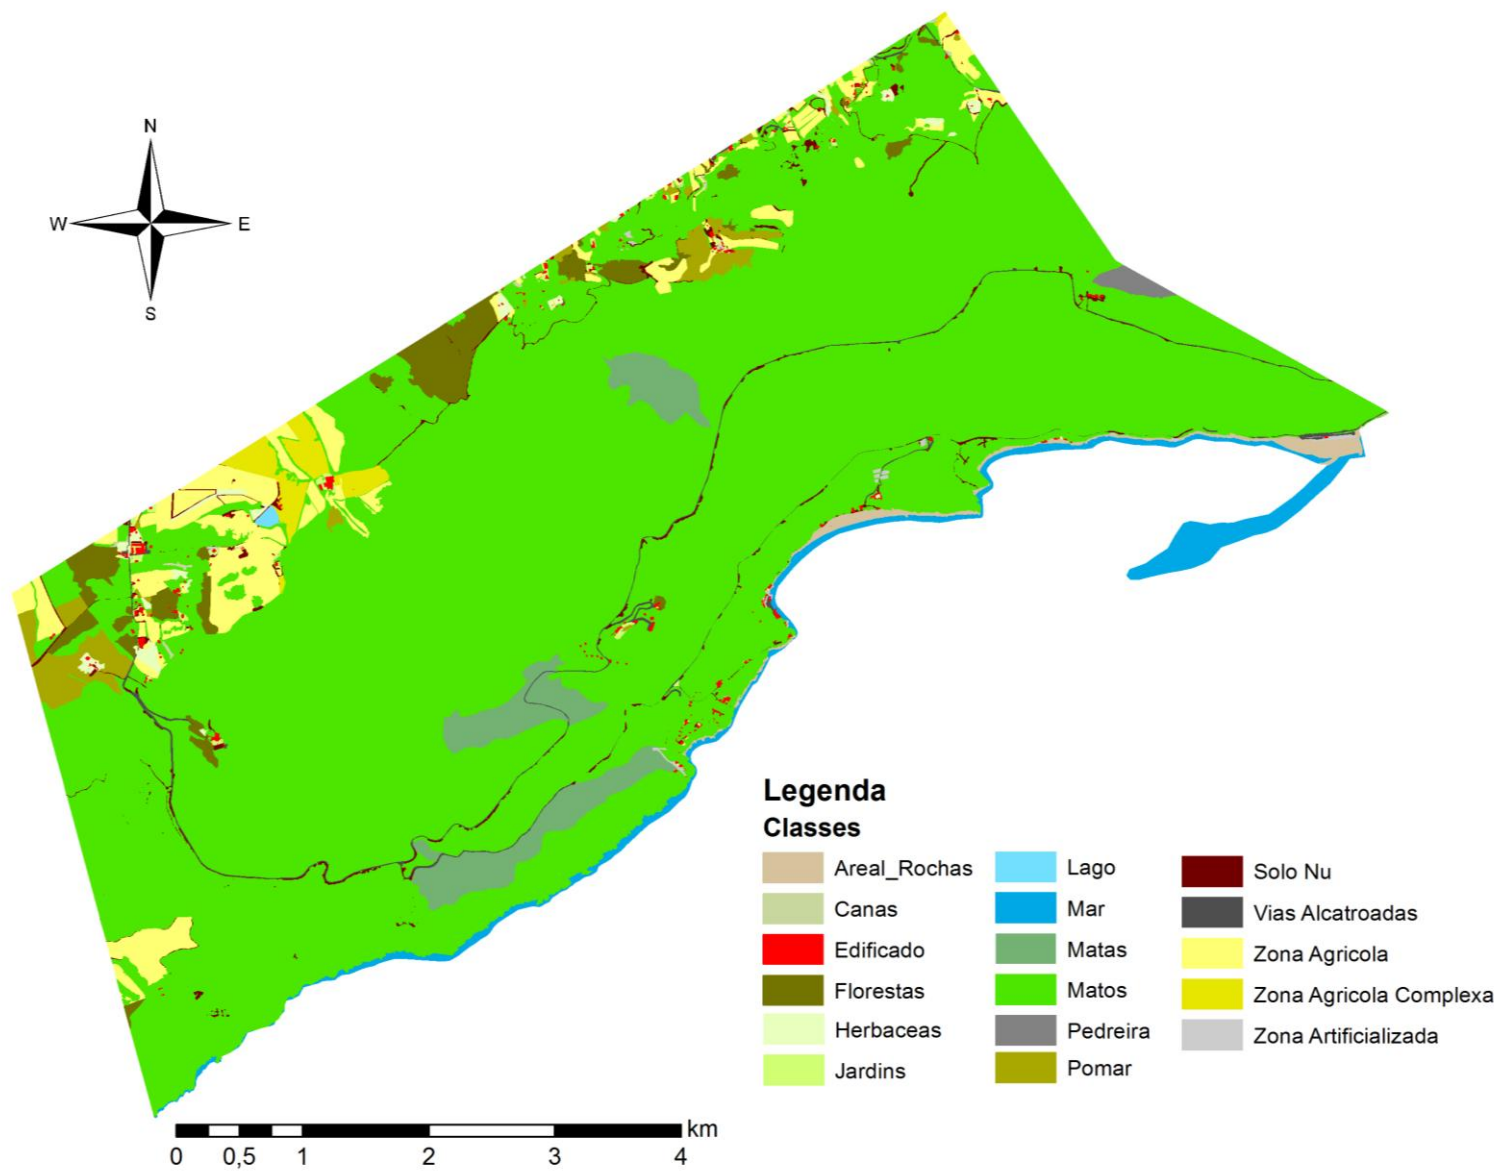 N
W
E
S
Legenda
Classes
Areal_Rochas
Canas
Edificado
Florestas
Herbaceas
Jardins
Lago
Mar
Matas
Matos
Pedreira
Pomar
Solo Nu
Vias Alcatroadas
Zona Agricola
Zona Agricola Complexa
Zona Artificializada
km
0 0,5 1 2 3 4